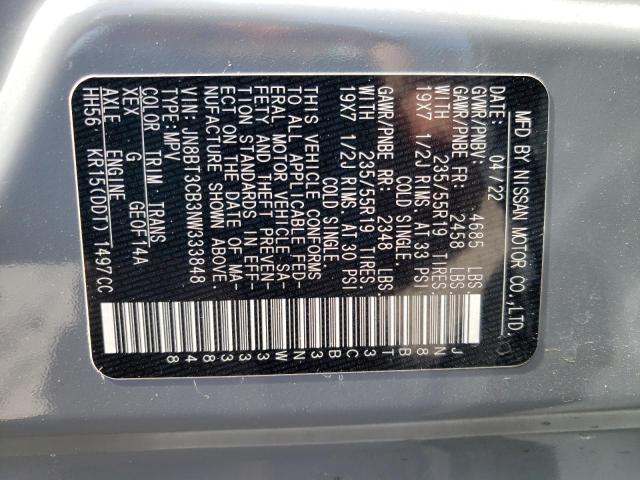 MFD. BY NISSAN MOTOR CO.,LTD.
DATE: 04/22
GVWR/PNBV: 4685 LBS
GAWR/PNBE FR: 2458 LBS.
WITH 235/55R19 TIRES.
19X7 1/2J RIMS. AT 33 PSI
COLD SINGLE.
GAWR/PNBE RR: 2348 LBS.
WITH 235/55R19 TIRES
19X7 1/2J RIMS. AT 30 PSI
COLD SINGLE.
THIS VEHICLE CONFORMS
TO ALL APPLICABLE FED-
ERAL MOTOR VEHICLE SA-
FETY AND THEFT PREVEN-
TION STANDARDS IN EFF-
ECT ON THE DATE OF MA-
NUFACTURE SHOWN ABOVE.
VIN: JN8BT3CB3NW333848
TYPE: MPV
COLOR TRIM TRANS
XEX G GE0F14A
AXLE ENGINE
HH56 KR15(DDT) 1497CC
JN8BT3CB3NW333848